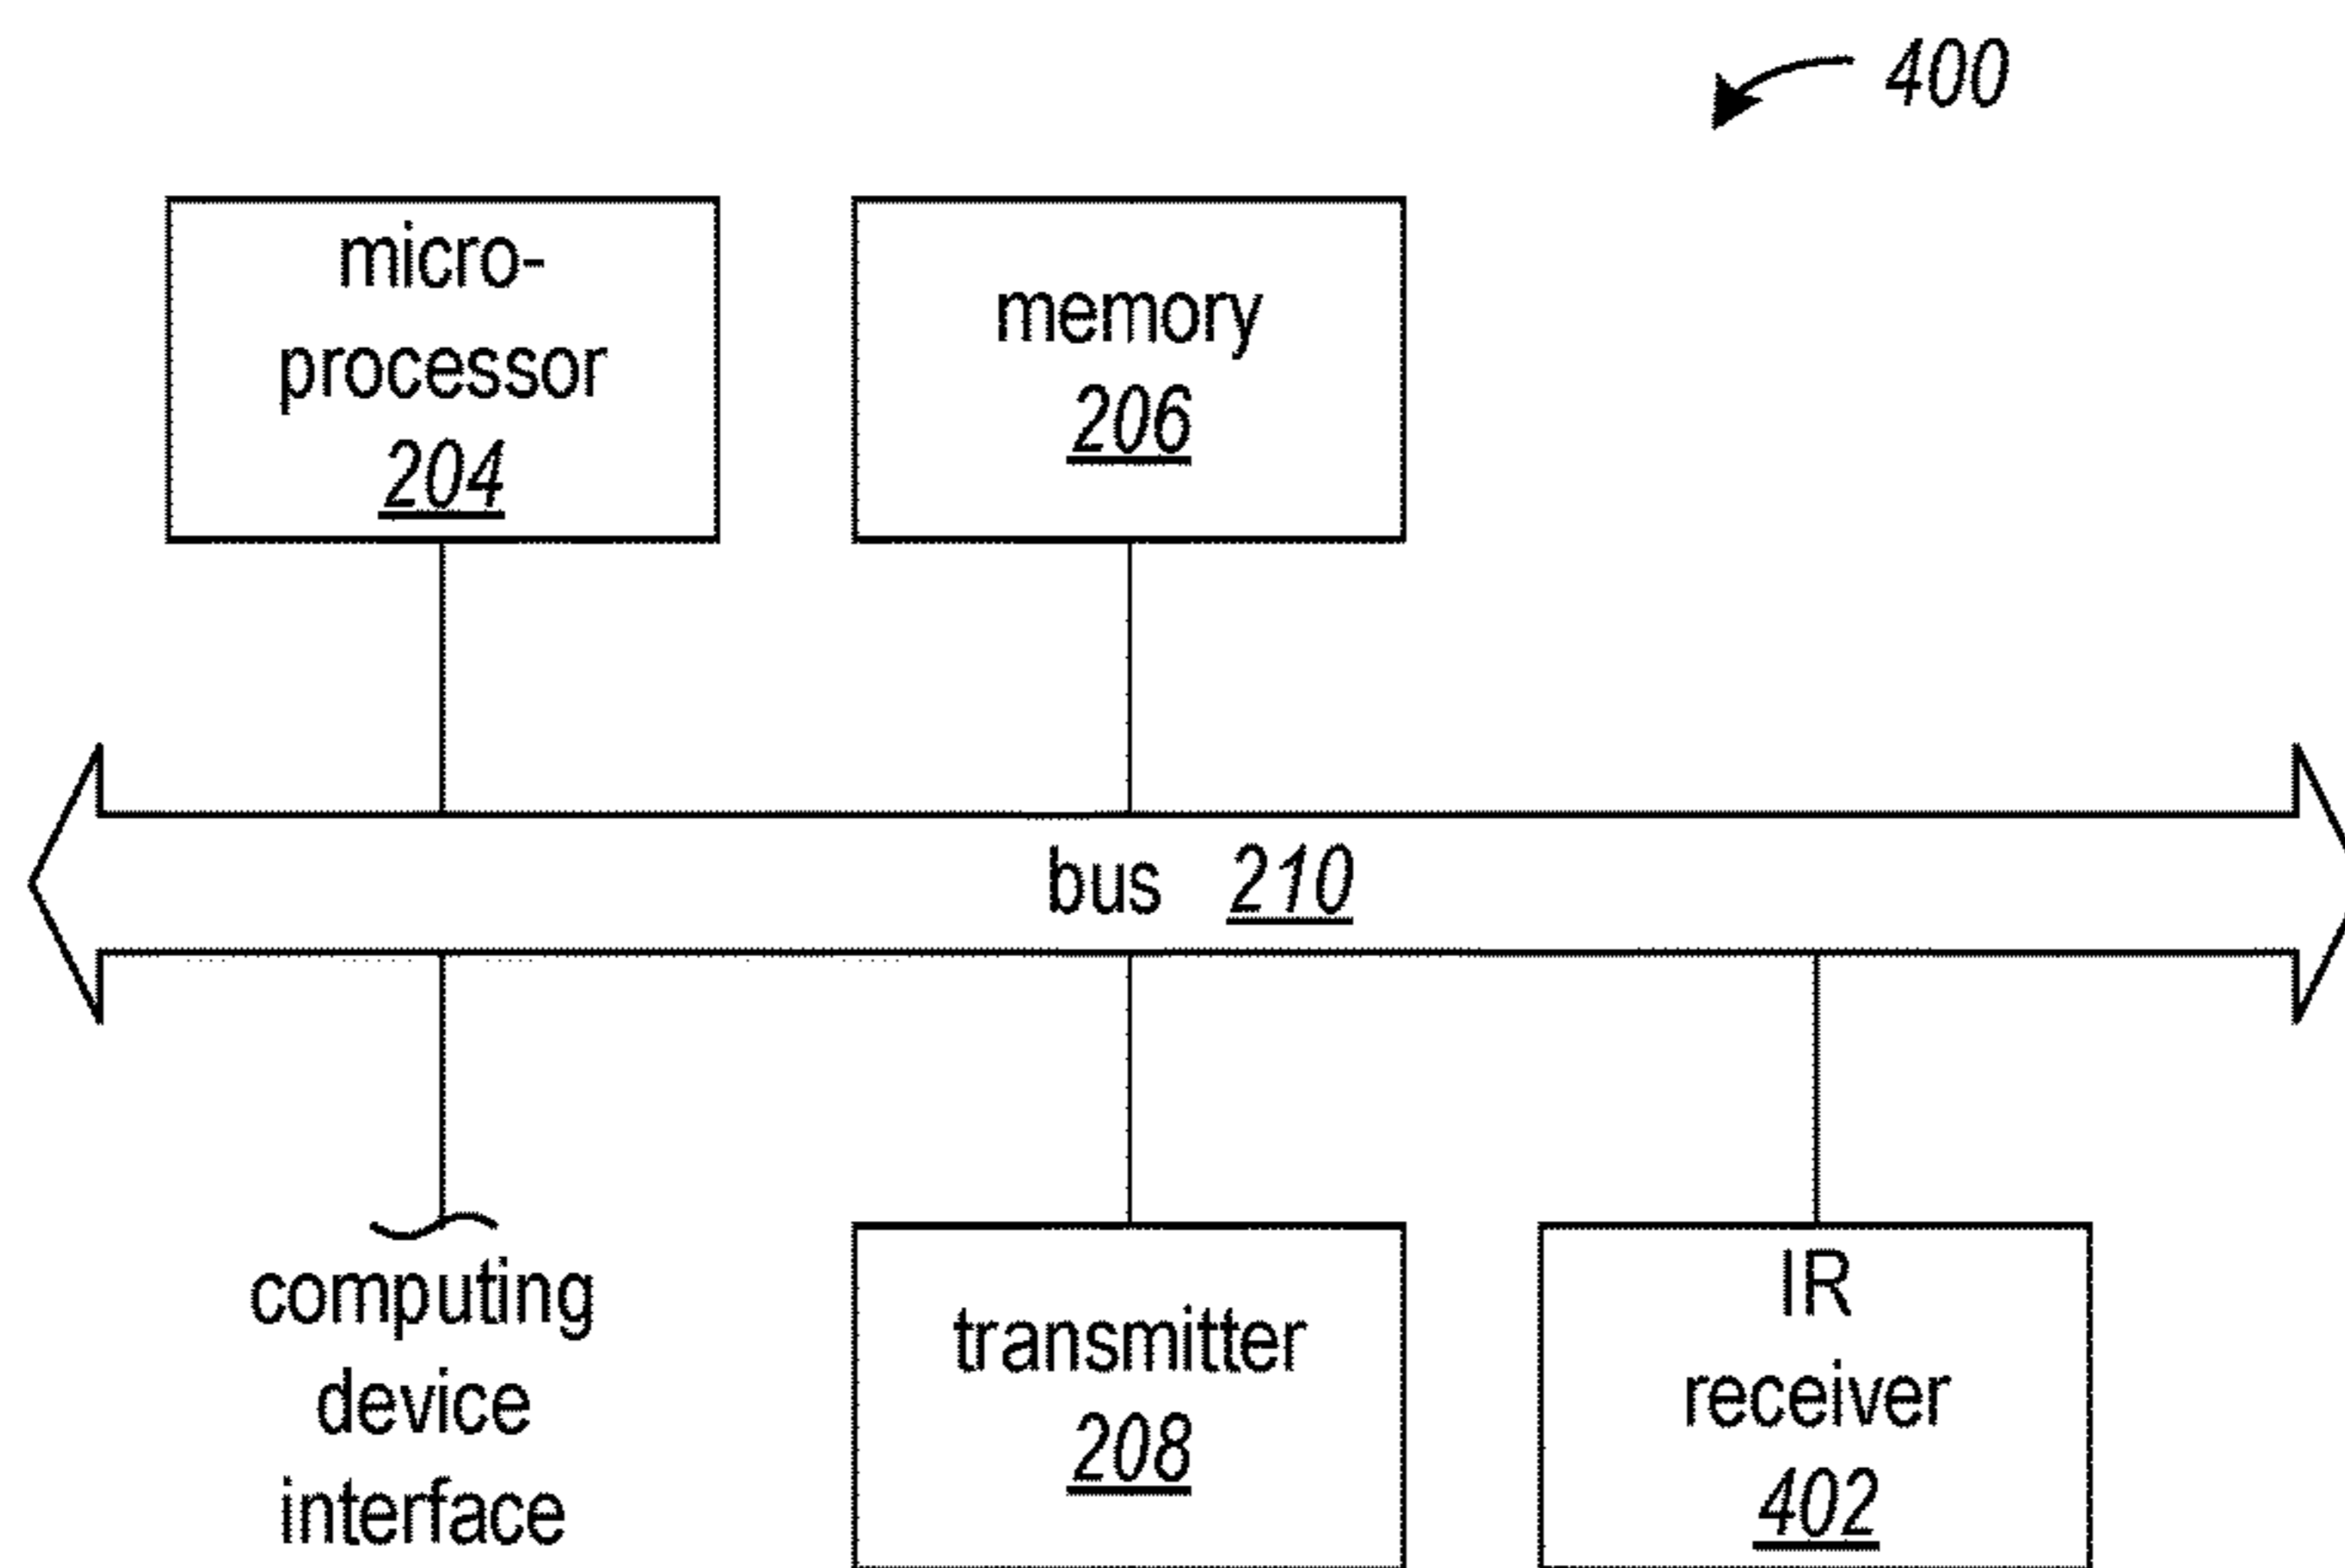 400
micro-
processor
204
memory
206
bus 210
computing
device
interface
transmitter
208
IR
receiver
402